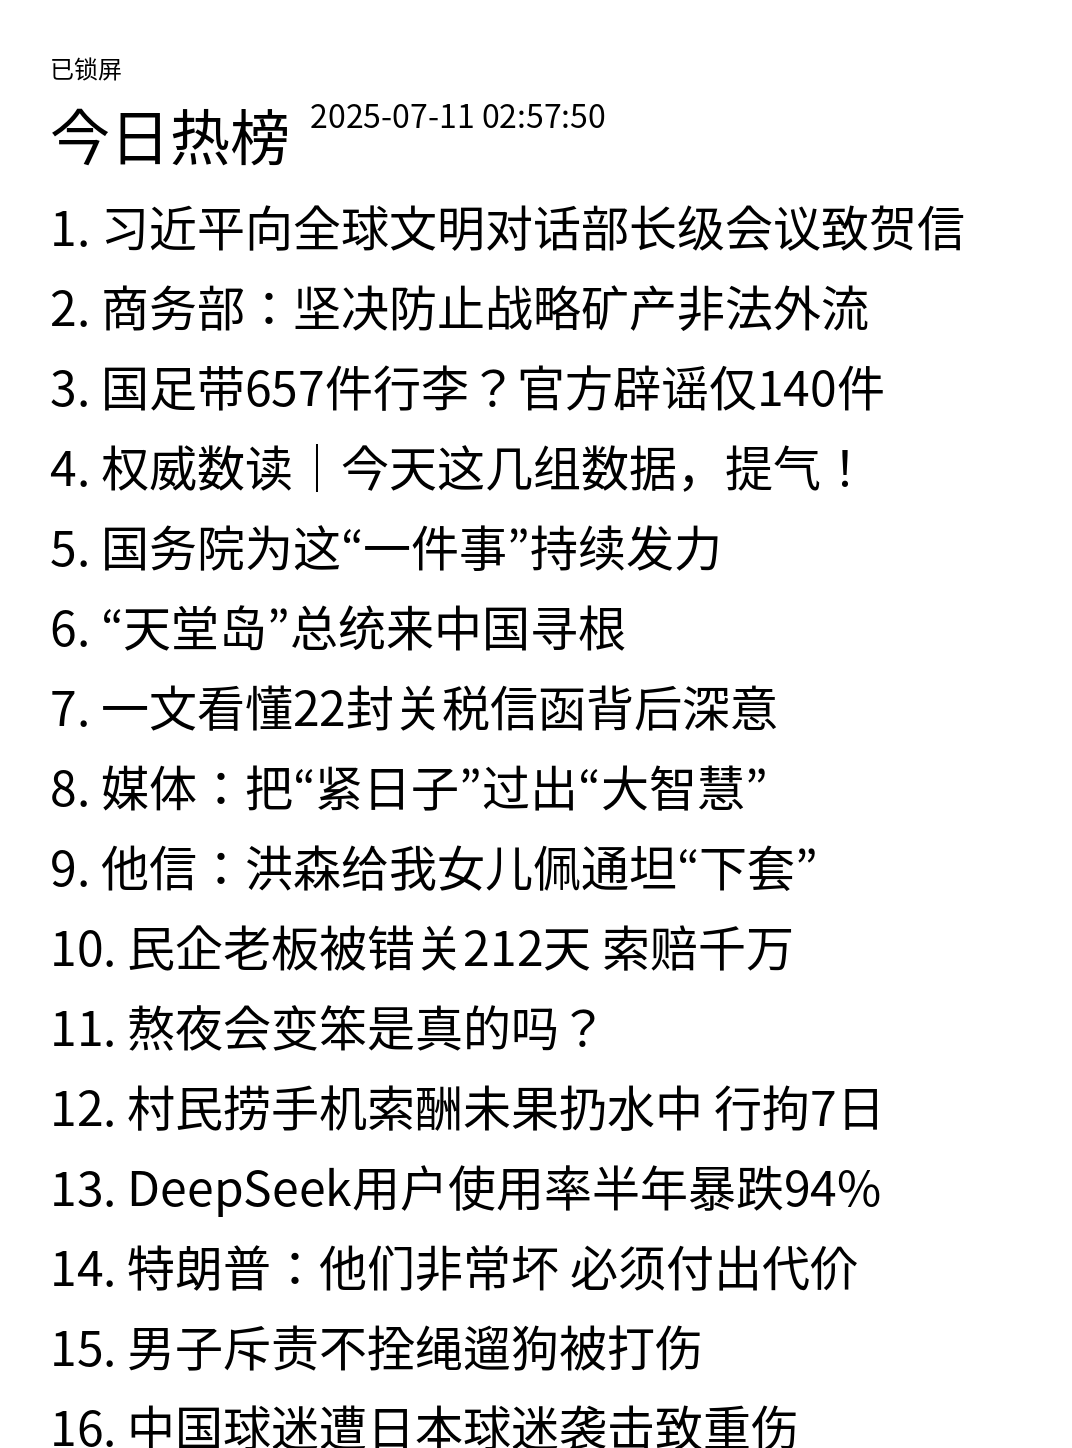 已锁屏
今日热榜 2025-07-11 02:57:50
1. 习近平向全球文明对话部长级会议致贺信
2. 商务部：坚决防止战略矿产非法外流
3. 国足带657件行李？官方辟谣仅140件
4. 权威数读｜今天这几组数据，提气！
5. 国务院为这“一件事”持续发力
6. “天堂岛”总统来中国寻根
7. 一文看懂22封关税信函背后深意
8. 媒体：把“紧日子”过出“大智慧”
9. 他信：洪森给我女儿佩通坦“下套”
10. 民企老板被错关212天 索赔千万
11. 熬夜会变笨是真的吗？
12. 村民捞手机索酬未果扔水中 行拘7日
13. DeepSeek用户使用率半年暴跌94%
14. 特朗普：他们非常坏 必须付出代价
15. 男子斥责不拴绳遛狗被打伤
16. 中国球迷遭日本球迷袭击致重伤